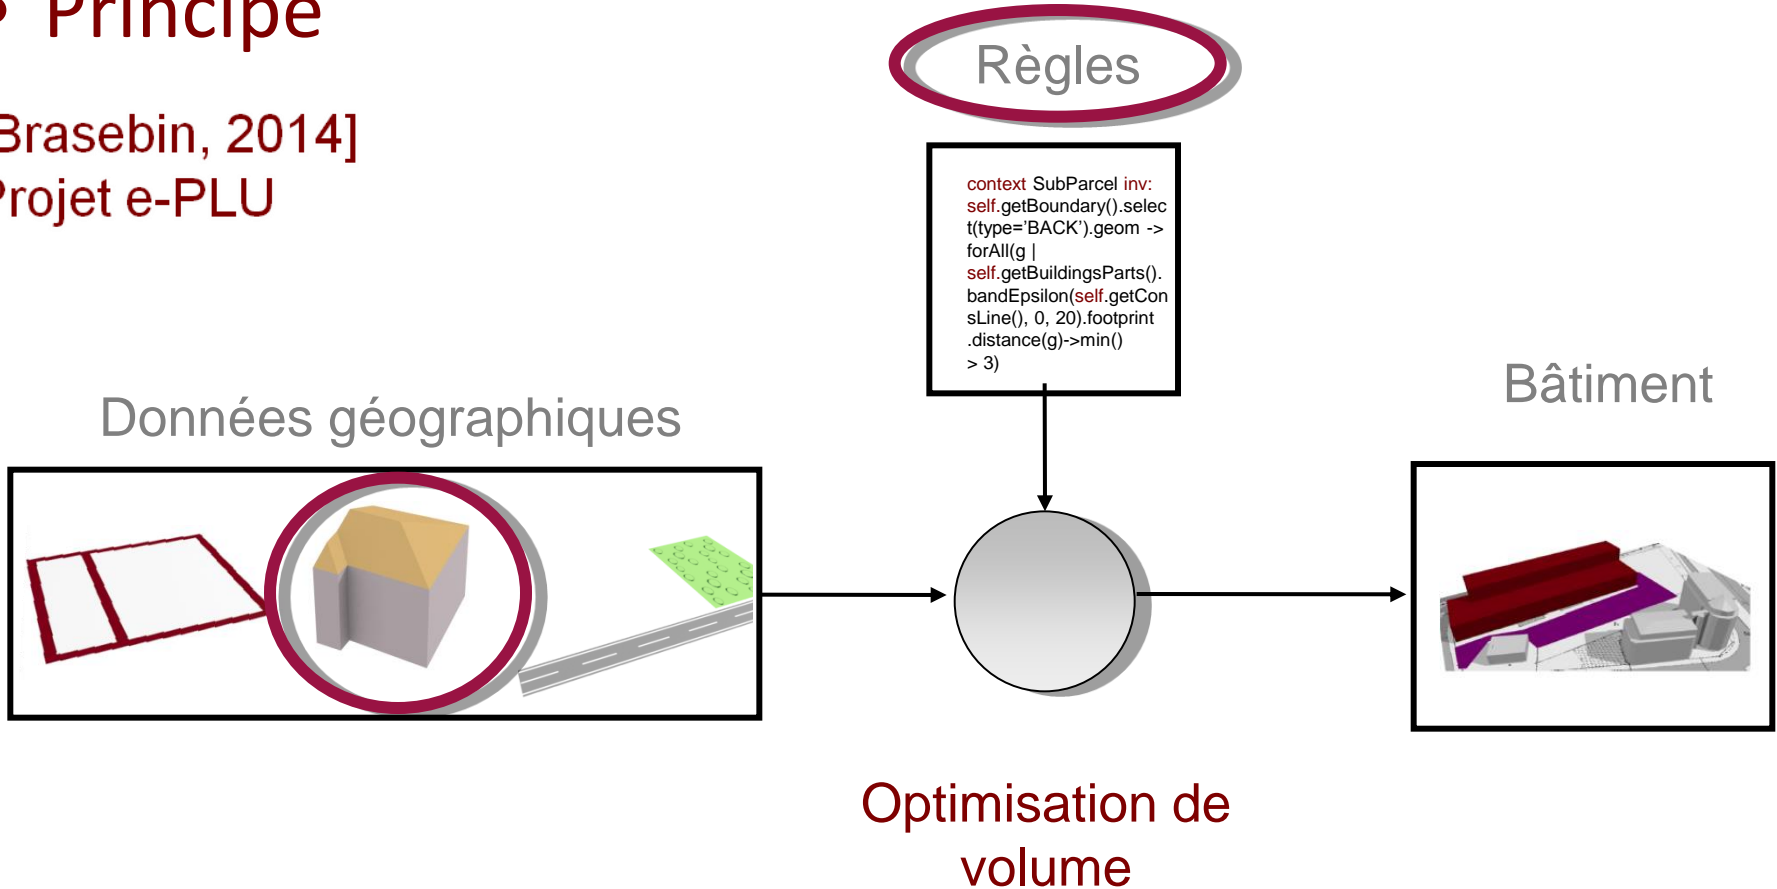 • Principe
[Brasebin, 2014]
Projet e-PLU
Règles
context SubParcel inv:
self.getBoundary().selec
t(type='BACK').geom ->
forAll(g |
self.getBuildingsParts().
bandEpsilon(self.getCon
sLine(), 0, 20).footprint
.distance(g)->min()
> 3)
Données géographiques
Bâtiment
Optimisation de
volume